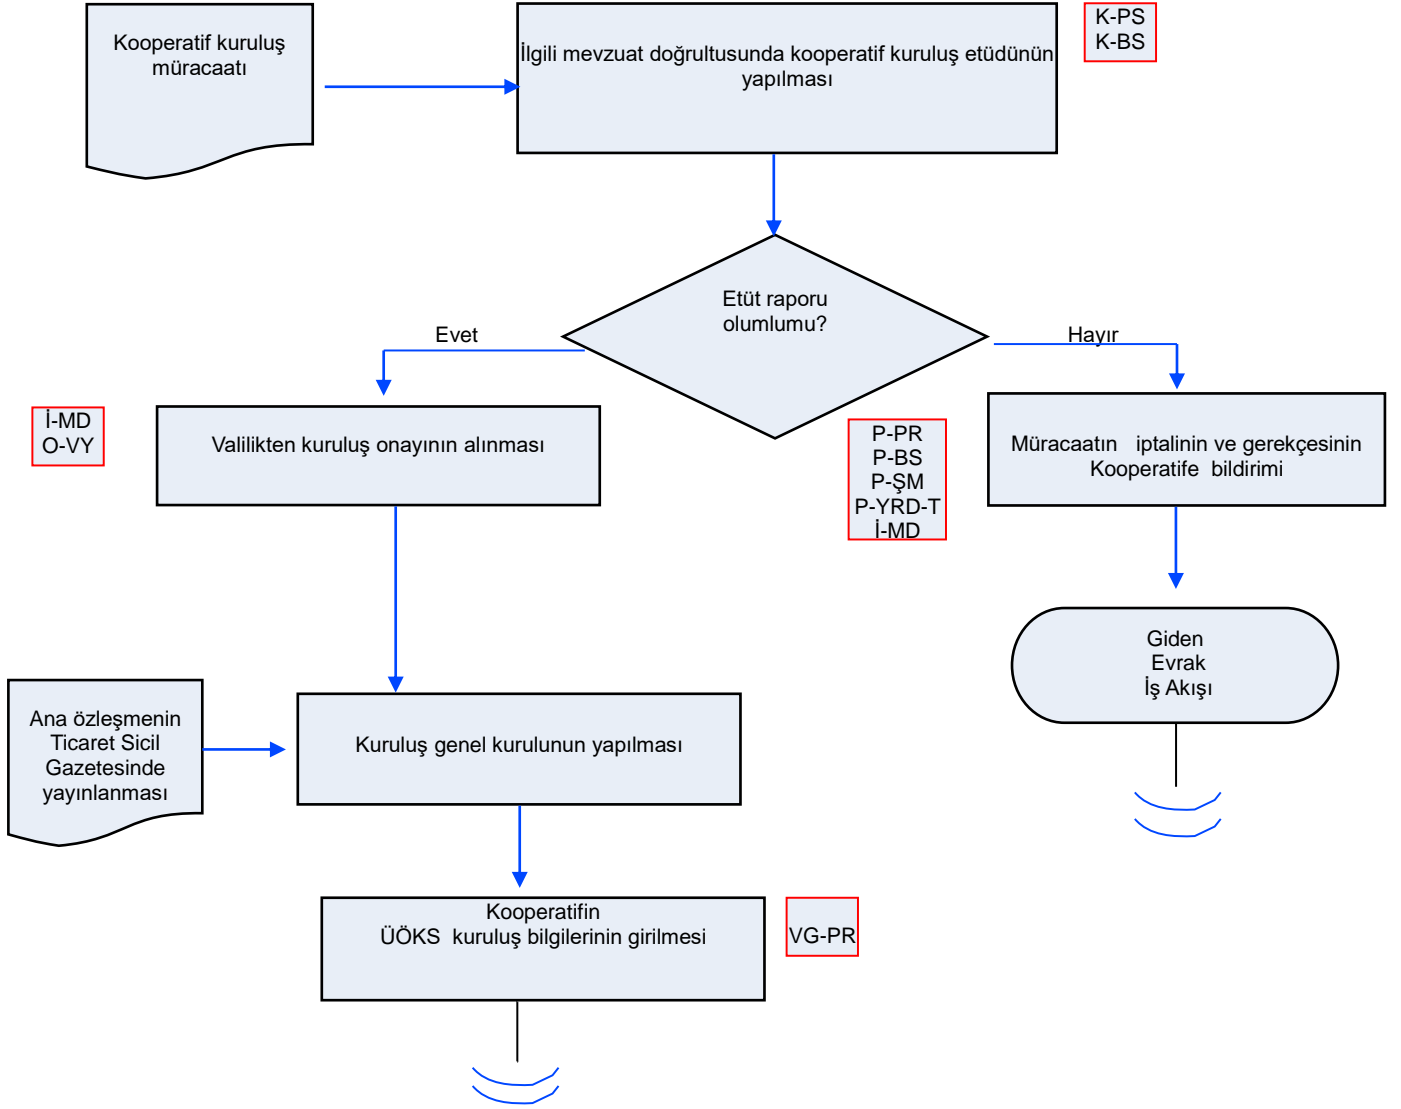 Kooperatif kuruluş
müracaatı
İlgili mevzuat doğrultusunda kooperatif kuruluş etüdünün
yapılması
K-PS
K-BS
Etüt raporu
olumlumu?
Evet
Hayır
İ-MD
O-VY
Valilikten kuruluş onayının alınması
P-PR
P-BS
P-ŞM
P-YRD-T
İ-MD
Müracaatın iptalinin ve gerekçesinin
Kooperatife bildirimi
Giden
Evrak
İş Akışı
Ana özleşmenin
Ticaret Sicil
Gazetesinde
yayınlanması
Kuruluş genel kurulunun yapılması
Kooperatifin
ÜÖKS kuruluş bilgilerinin girilmesi
VG-PR